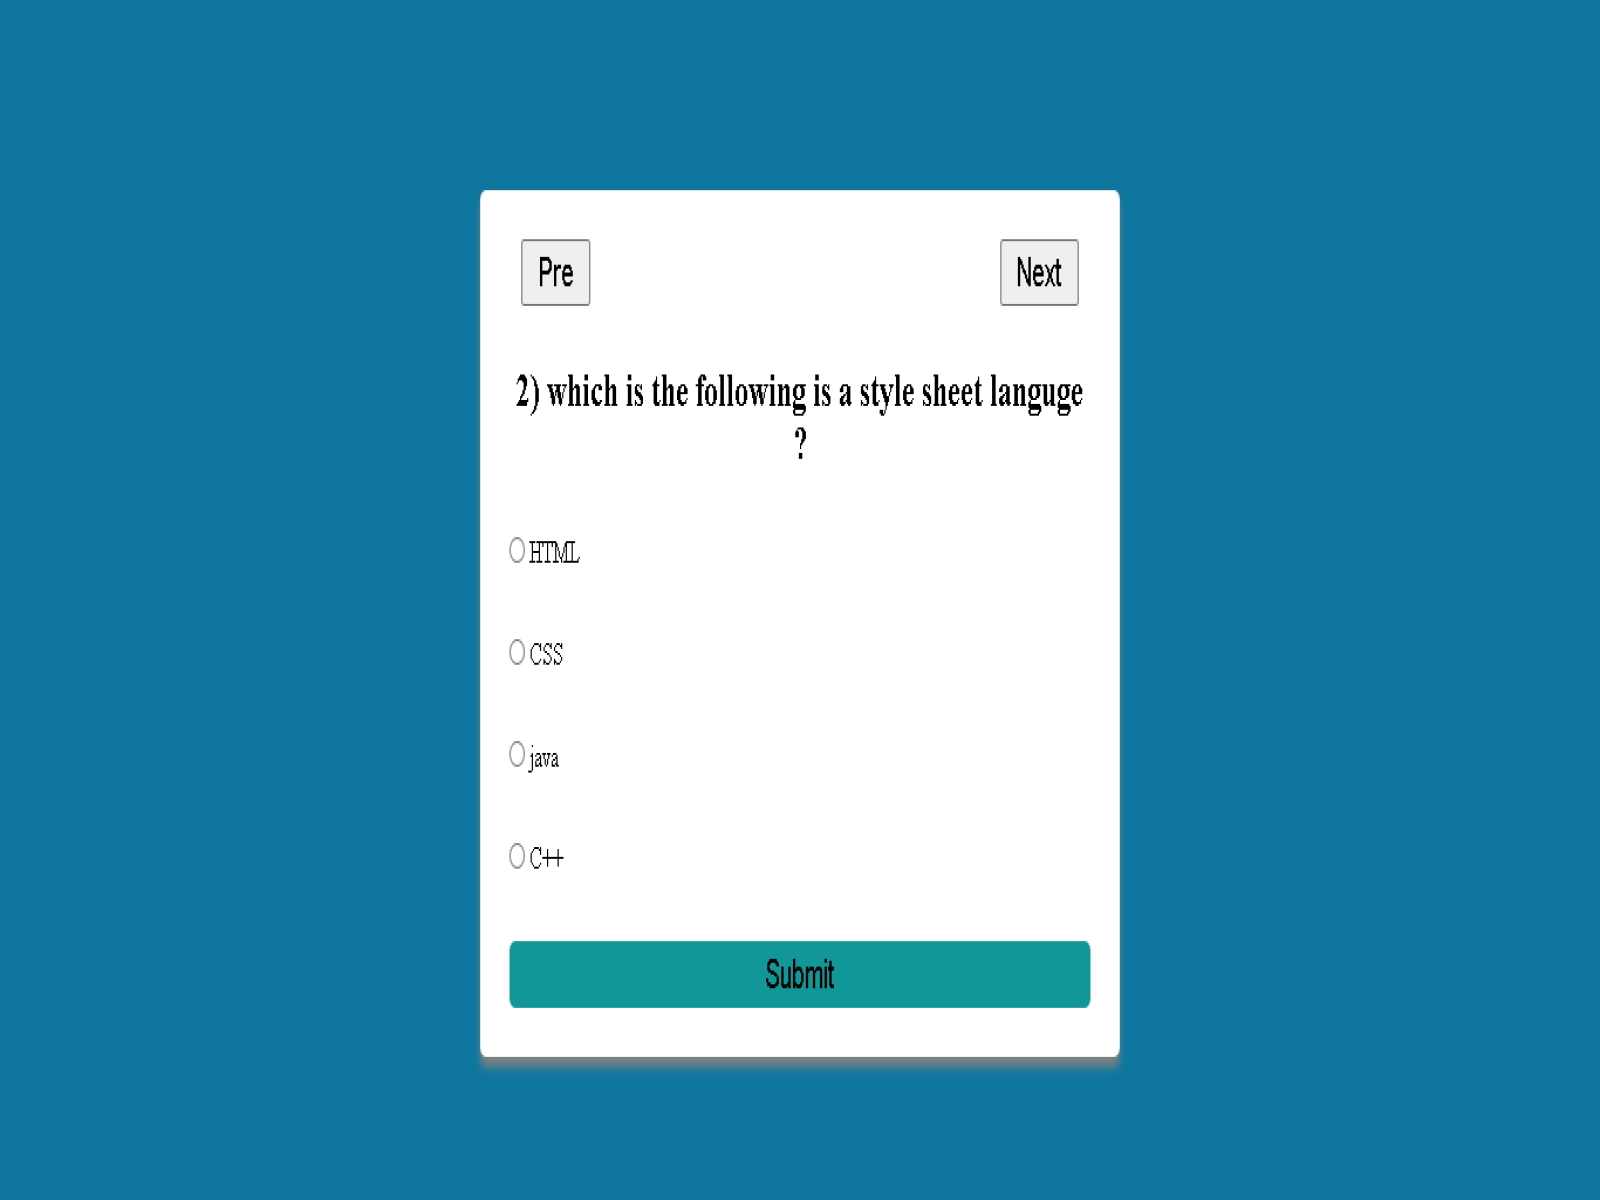 Pre
Next
2) which is the following is a style sheet languge
?
HTML
CSS
java
C++
Submit